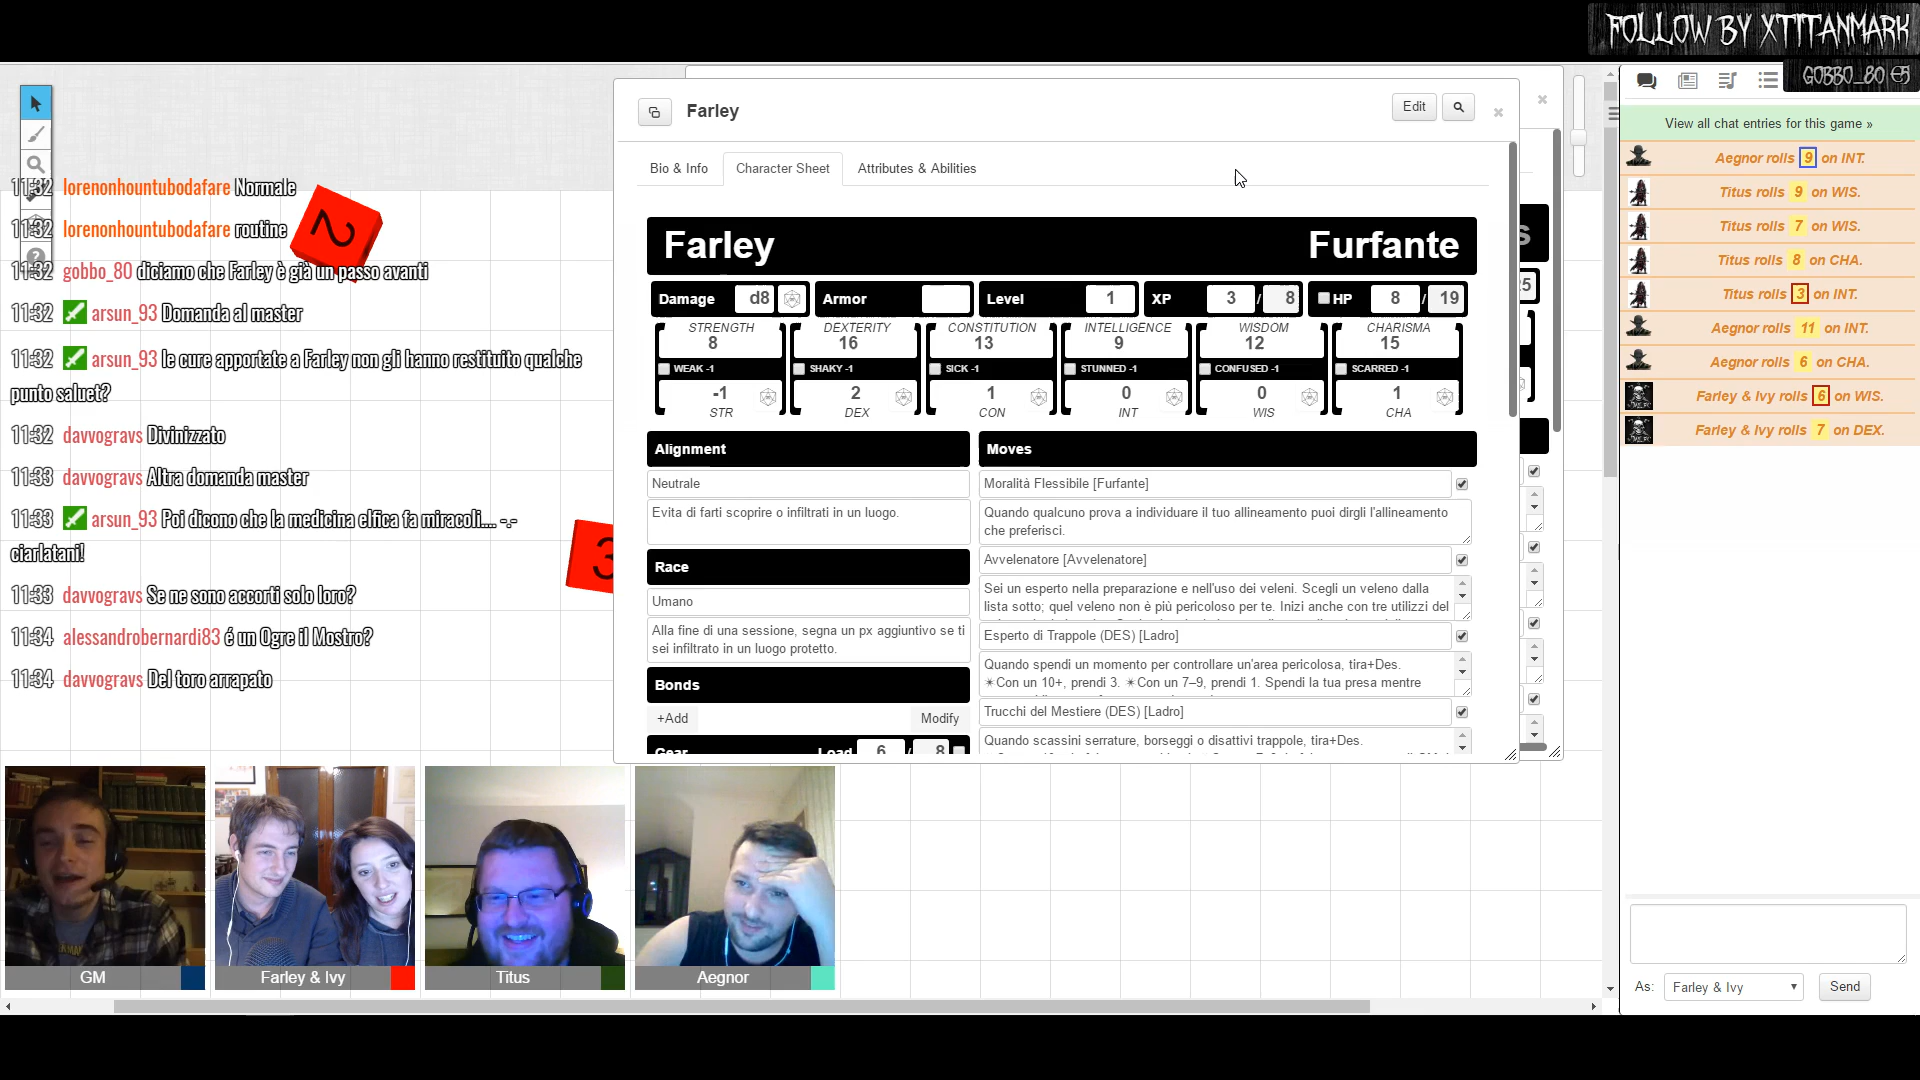 FOLLOW BY XTITANMARK
GOBBO_80
11:32 lorenonhountubodafare Normale
11:32 lorenonhountubodafare routine
11:32 gobbo_80 diciamo che Farley è già un passo avanti
11:32 arsun_93 Domanda al master
11:32 arsun_93 le cure apportate a Farley non gli hanno restituito qualche
punto saluet?
11:32 davvogravs Divinizzato
11:33 davvogravs Altra domanda master
11:33 arsun_93 Poi dicono che la medicina elfica fa miracoli.... -.-
ciarlatani!
11:33 davvogravs Se ne sono accorti solo loro?
11:34 alessandrobernardi83 é un Ogre il Mostro?
11:34 davvogravs Del toro arrapato
2
3
Farley
Edit
Bio & Info
Character Sheet
Attributes & Abilities
Farley
Furfante
Damage d8
Armor
Level 1
XP 3 / 8
HP 8 / 19
STRENGTH DEXTERITY CONSTITUTION INTELLIGENCE WISDOM CHARISMA
8 16 13 9 12 15
WEAK -1 SHAKY -1 SICK -1 STUNNED -1 CONFUSED -1 SCARRED -1
-1 2 1 0 0 1
STR DEX CON INT WIS CHA
Alignment
Neutrale
Evita di farti scoprire o infiltrati in un luogo.
Race
Umano
Alla fine di una sessione, segna un px aggiuntivo se ti
sei infiltrato in un luogo protetto.
Bonds
+Add
Modify
Gear
Load 6 / 8
Moves
Moralità Flessibile [Furfante]
Quando qualcuno prova a individuare il tuo allineamento puoi dirgli l'allineamento
che preferisci.
Avvelenatore [Avvelenatore]
Sei un esperto nella preparazione e nell'uso dei veleni. Scegli un veleno dalla
lista sotto; quel veleno non è più pericoloso per te. Inizi anche con tre utilizzi del
Esperto di Trappole (DES) [Ladro]
Quando spendi un momento per controllare un'area pericolosa, tira+Des.
✶Con un 10+, prendi 3. ✶Con un 7–9, prendi 1. Spendi la tua presa mentre
Trucchi del Mestiere (DES) [Ladro]
Quando scassini serrature, borseggi o disattivi trappole, tira+Des.
View all chat entries for this game »
Aegnor rolls 9 on INT.
Titus rolls 9 on WIS.
Titus rolls 7 on WIS.
Titus rolls 8 on CHA.
Titus rolls 3 on INT.
Aegnor rolls 11 on INT.
Aegnor rolls 6 on CHA.
Farley & Ivy rolls 6 on WIS.
Farley & Ivy rolls 7 on DEX.
As: Farley & Ivy
Send
GM
Farley & Ivy
Titus
Aegnor